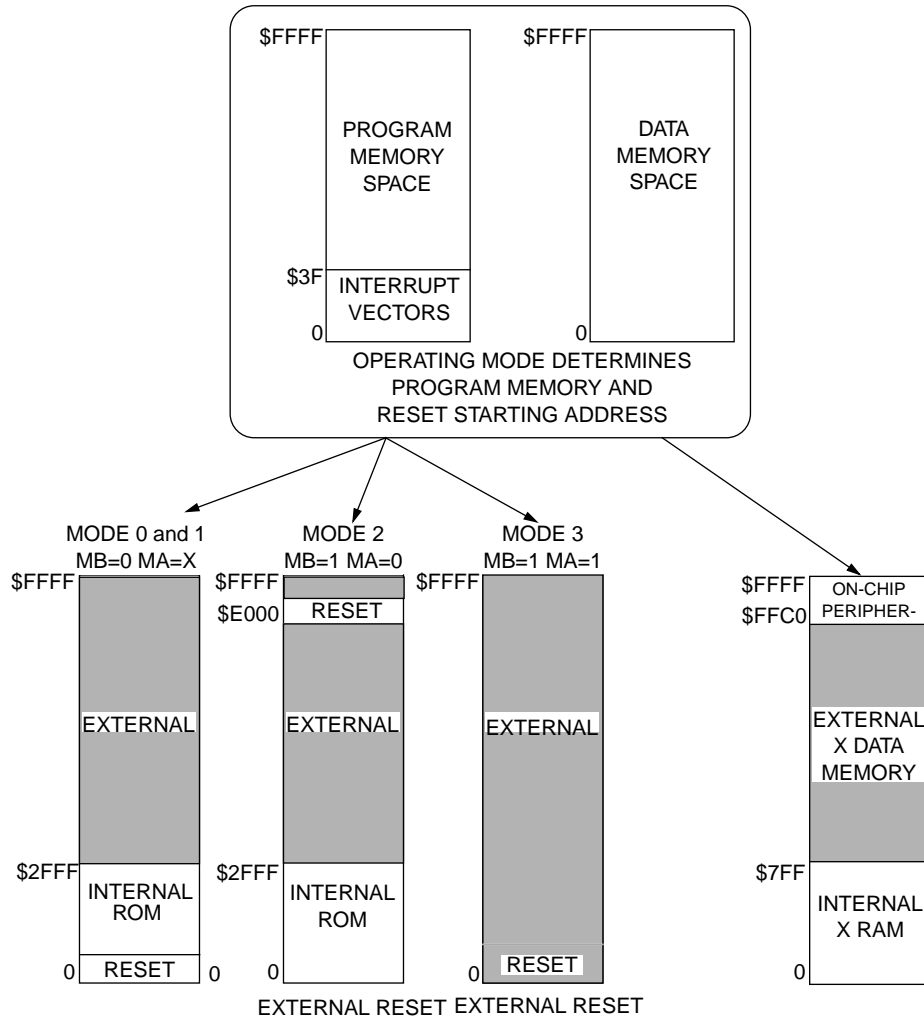 $FFFF
PROGRAM
MEMORY
SPACE
$3F
INTERRUPT
VECTORS
0
$FFFF
DATA
MEMORY
SPACE
0
OPERATING MODE DETERMINES
PROGRAM MEMORY AND
RESET STARTING ADDRESS
MODE 0 and 1
MB=0 MA=X
$FFFF
EXTERNAL
$2FFF
INTERNAL
ROM
0
RESET
0
MODE 2
MB=1 MA=0
$FFFF
$E000
RESET
EXTERNAL
$2FFF
INTERNAL
ROM
0
EXTERNAL RESET
MODE 3
MB=1 MA=1
$FFFF
EXTERNAL
RESET
0
EXTERNAL RESET
$FFFF
ON-CHIP
$FFC0
PERIPHER-
EXTERNAL
X DATA
MEMORY
$7FF
INTERNAL
X RAM
0